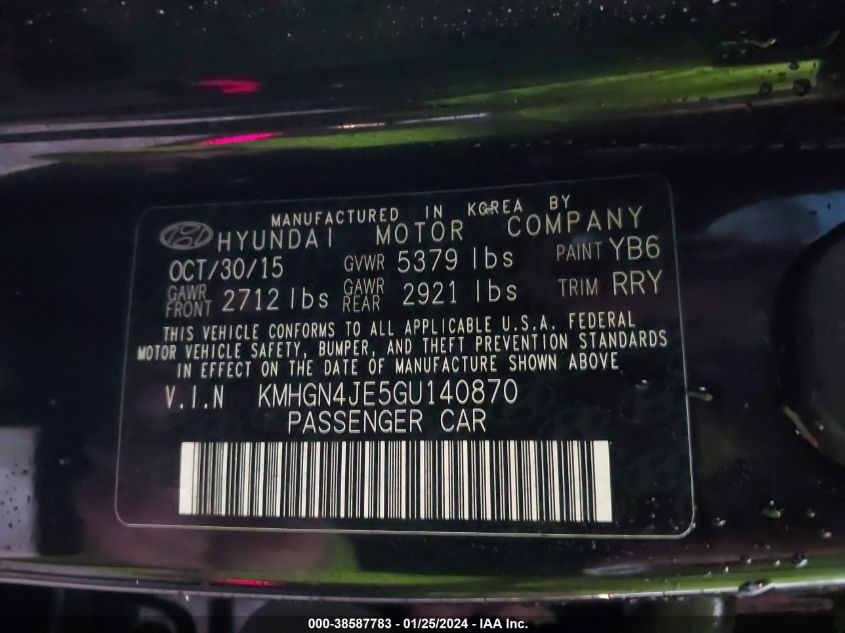 MANUFACTURED IN KOREA BY
HYUNDAI MOTOR COMPANY
OCT/30/15 GVWR 5379 lbs PAINT YB6
GAWR FRONT 2712 lbs GAWR REAR 2921 lbs TRIM RRY
THIS VEHICLE CONFORMS TO ALL APPLICABLE U.S.A. FEDERAL
MOTOR VEHICLE SAFETY, BUMPER, AND THEFT PREVENTION STANDARDS
IN EFFECT ON THE DATE OF MANUFACTURE SHOWN ABOVE
V.I.N KMHGN4JE5GU140870
PASSENGER CAR
000-38587783 - 01/25/2024 - IAA Inc.